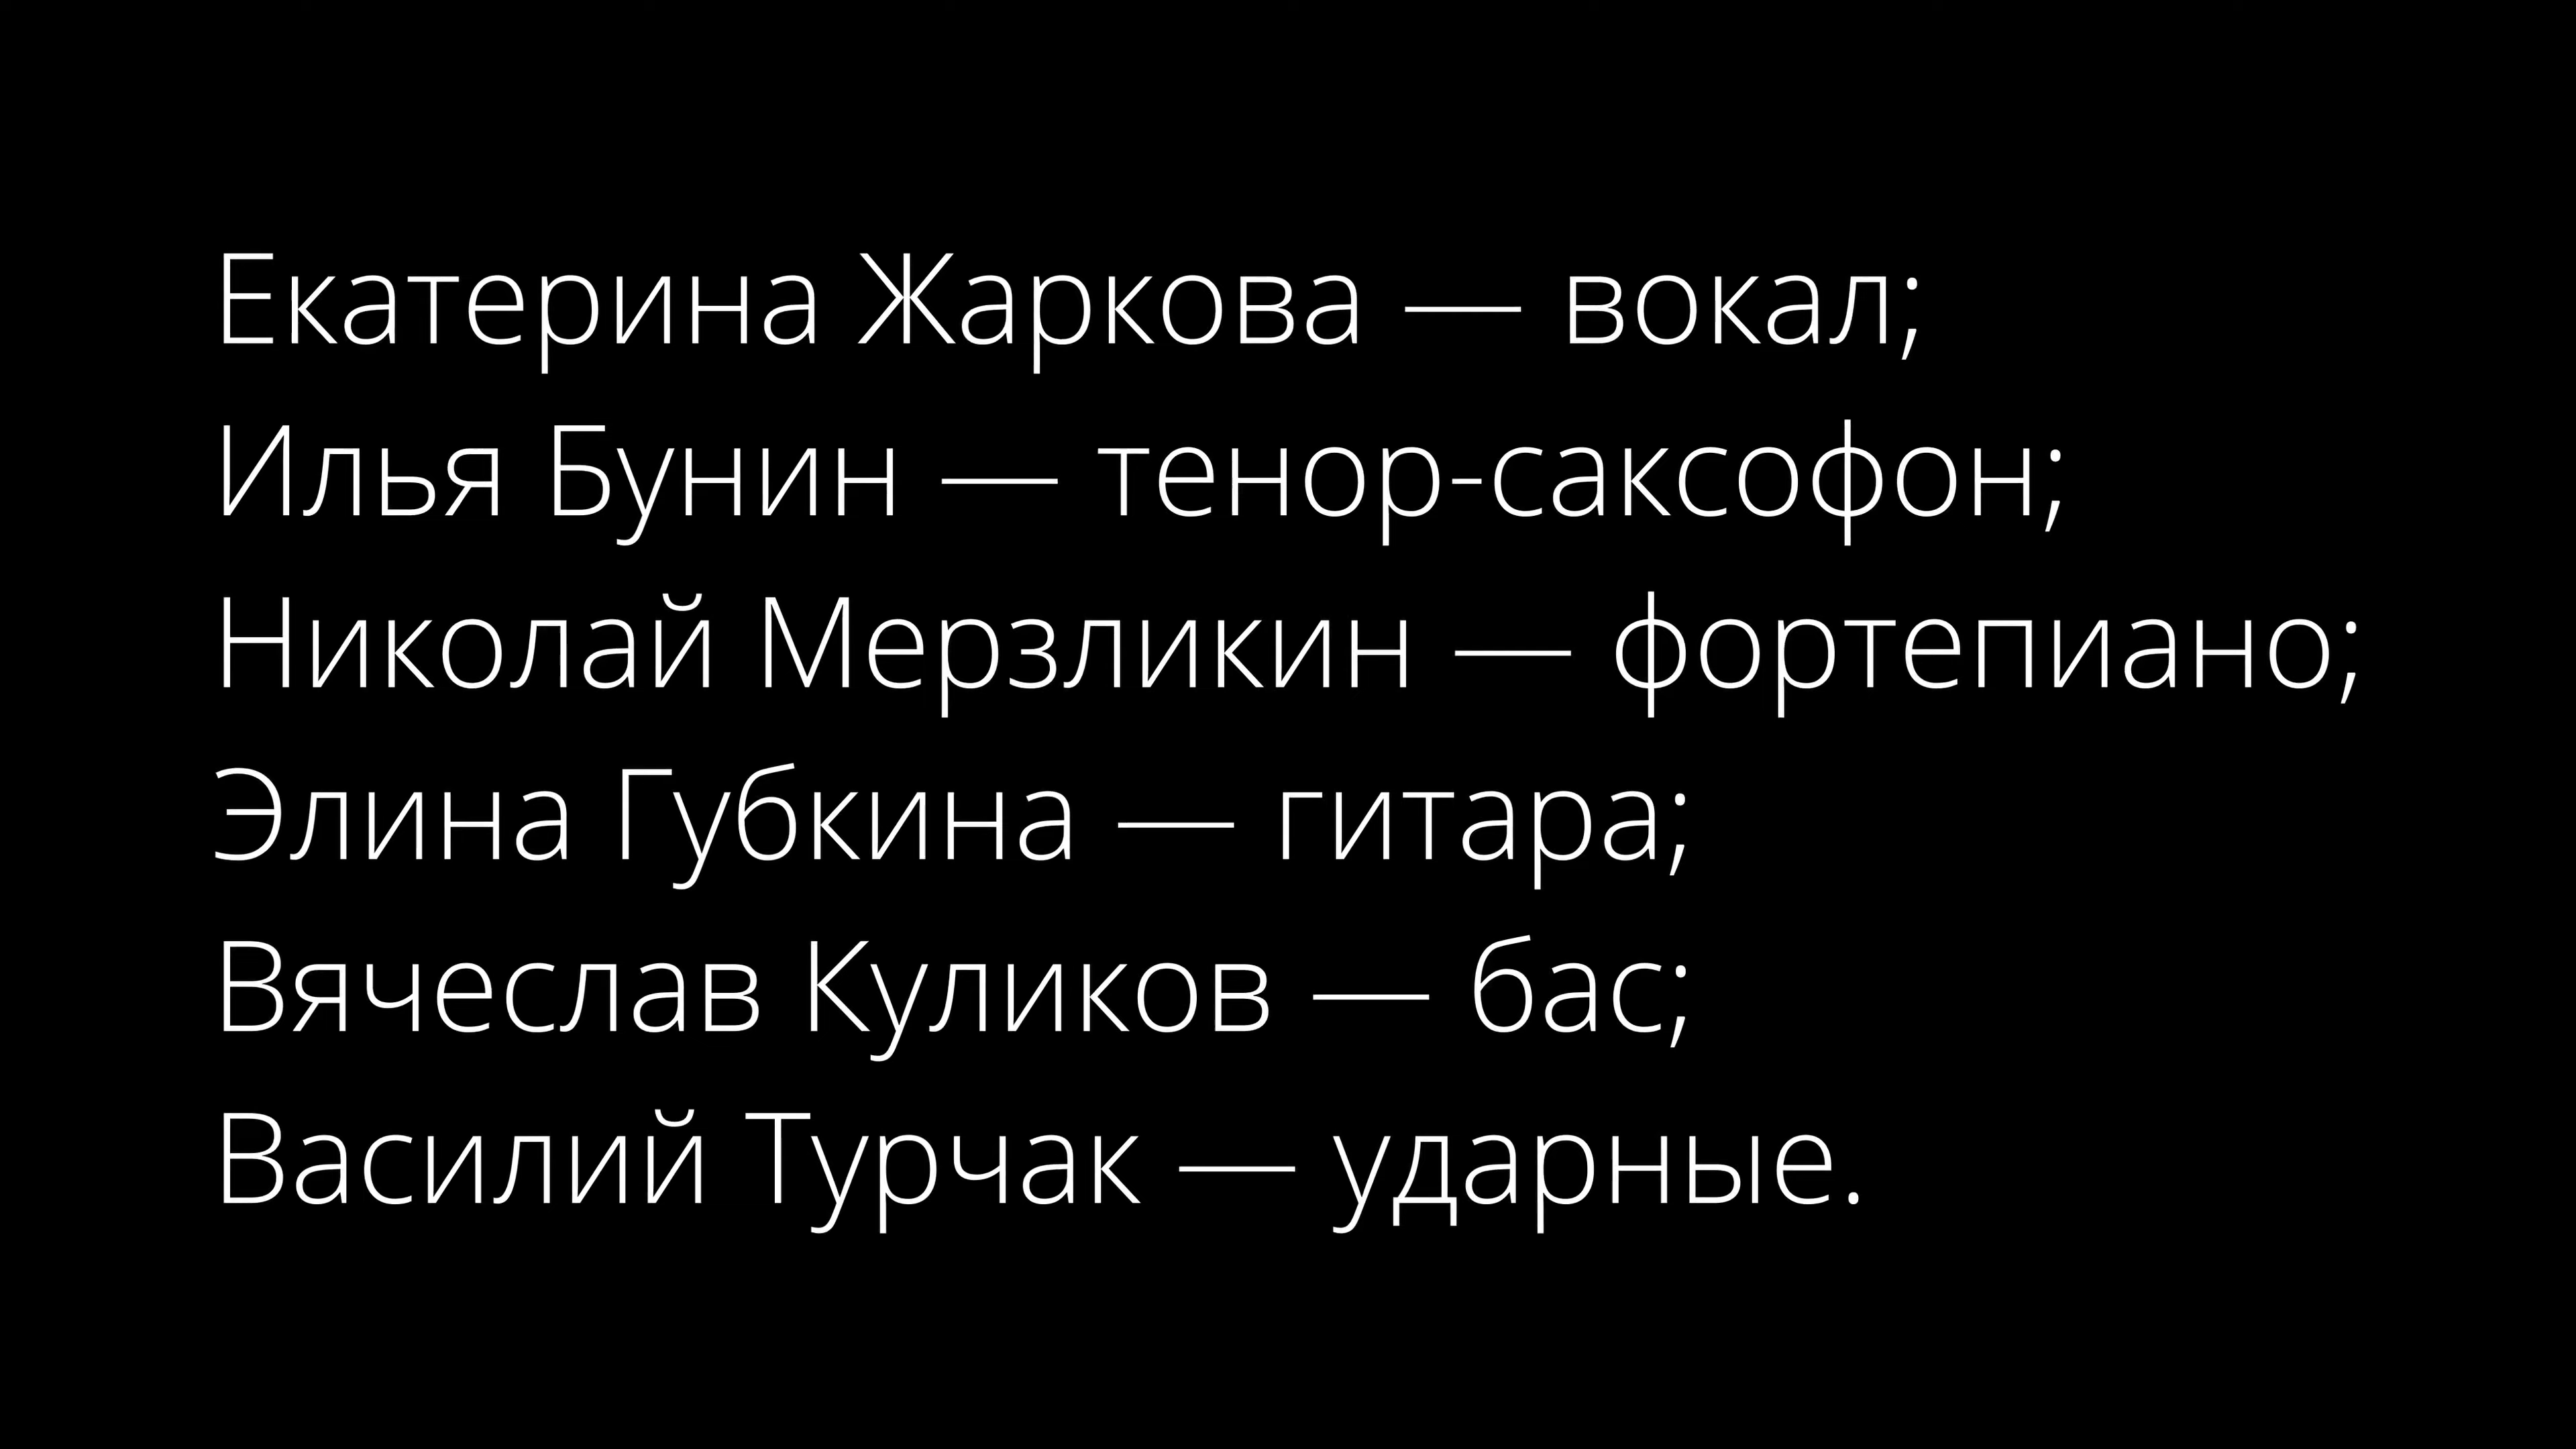 Екатерина Жаркова — вокал;
Илья Бунин — тенор-саксофон;
Николай Мерзликин — фортепиано;
Элина Губкина — гитара;
Вячеслав Куликов — бас;
Василий Турчак — ударные.